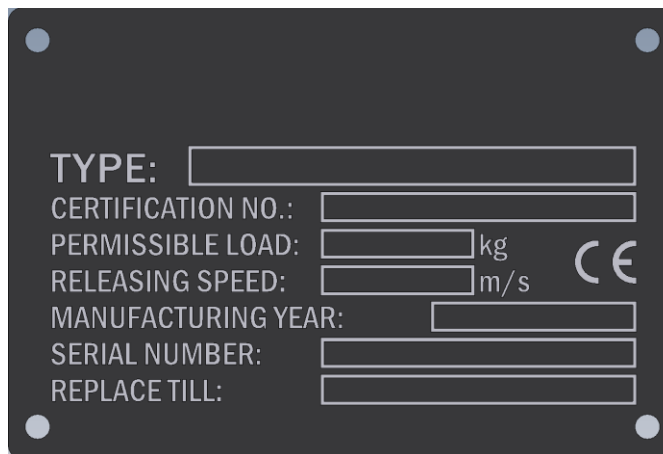 TYPE:
CERTIFICATION NO.:
PERMISSIBLE LOAD: kg
RELEASING SPEED: m/s
CE
MANUFACTURING YEAR:
SERIAL NUMBER:
REPLACE TILL: